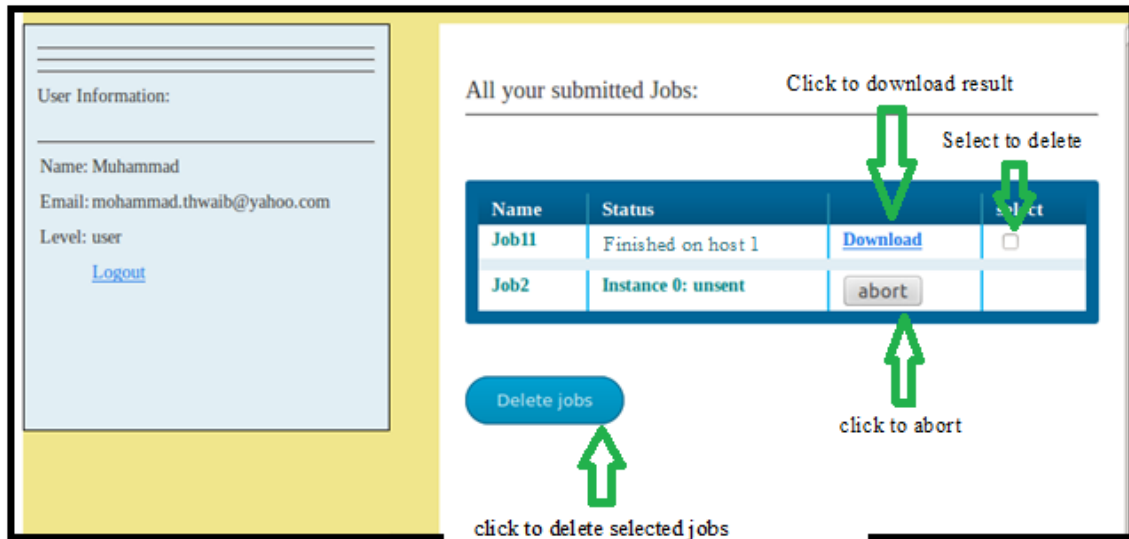 User Information:
Name: Muhammad
Email: mohammad.thwaib@yahoo.com
Level: user
Logout
All your submitted Jobs:
Click to download result
Select to delete
Name Status select
Job11 Finished on host 1 Download
Job2 Instance 0: unsent abort
Delete jobs
click to abort
click to delete selected jobs